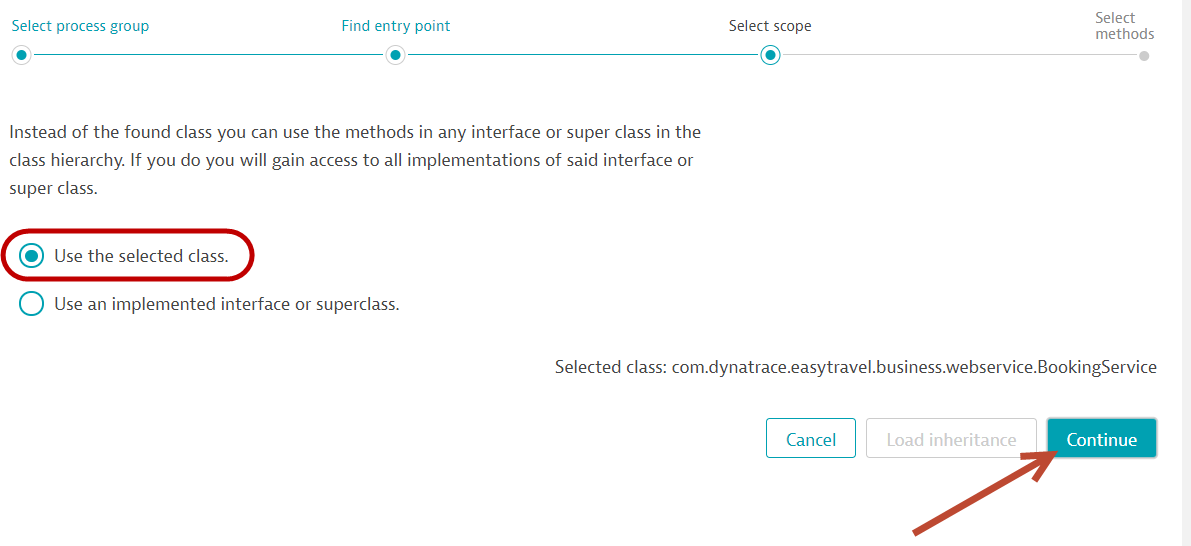 Select process group
Find entry point
Select scope
Select
methods
Instead of the found class you can use the methods in any interface or super class in the
class hierarchy. If you do you will gain access to all implementations of said interface or
super class.
Use the selected class.
Use an implemented interface or superclass.
Selected class: com.dynatrace.easytravel.business.webservice.BookingService
Cancel
Load inheritance
Continue